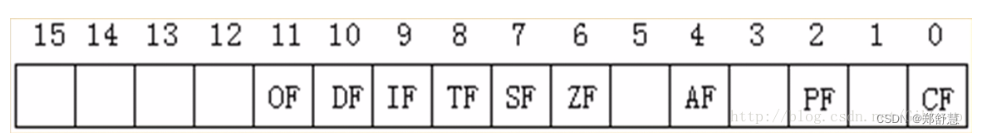 15 14 13 12 11 10 9 8 7 6 5 4 3 2 1 0
OF DF IF TF SF ZF AF PF CF
CSDN @郑舒慧